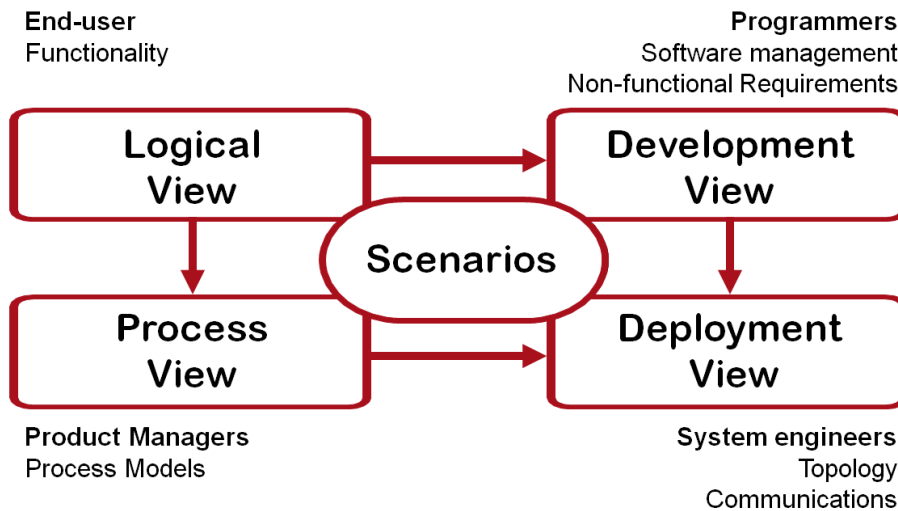 End-user
Functionality
Programmers
Software management
Non-functional Requirements
Logical
View
Development
View
Scenarios
Process
View
Deployment
View
Product Managers
Process Models
System engineers
Topology
Communications